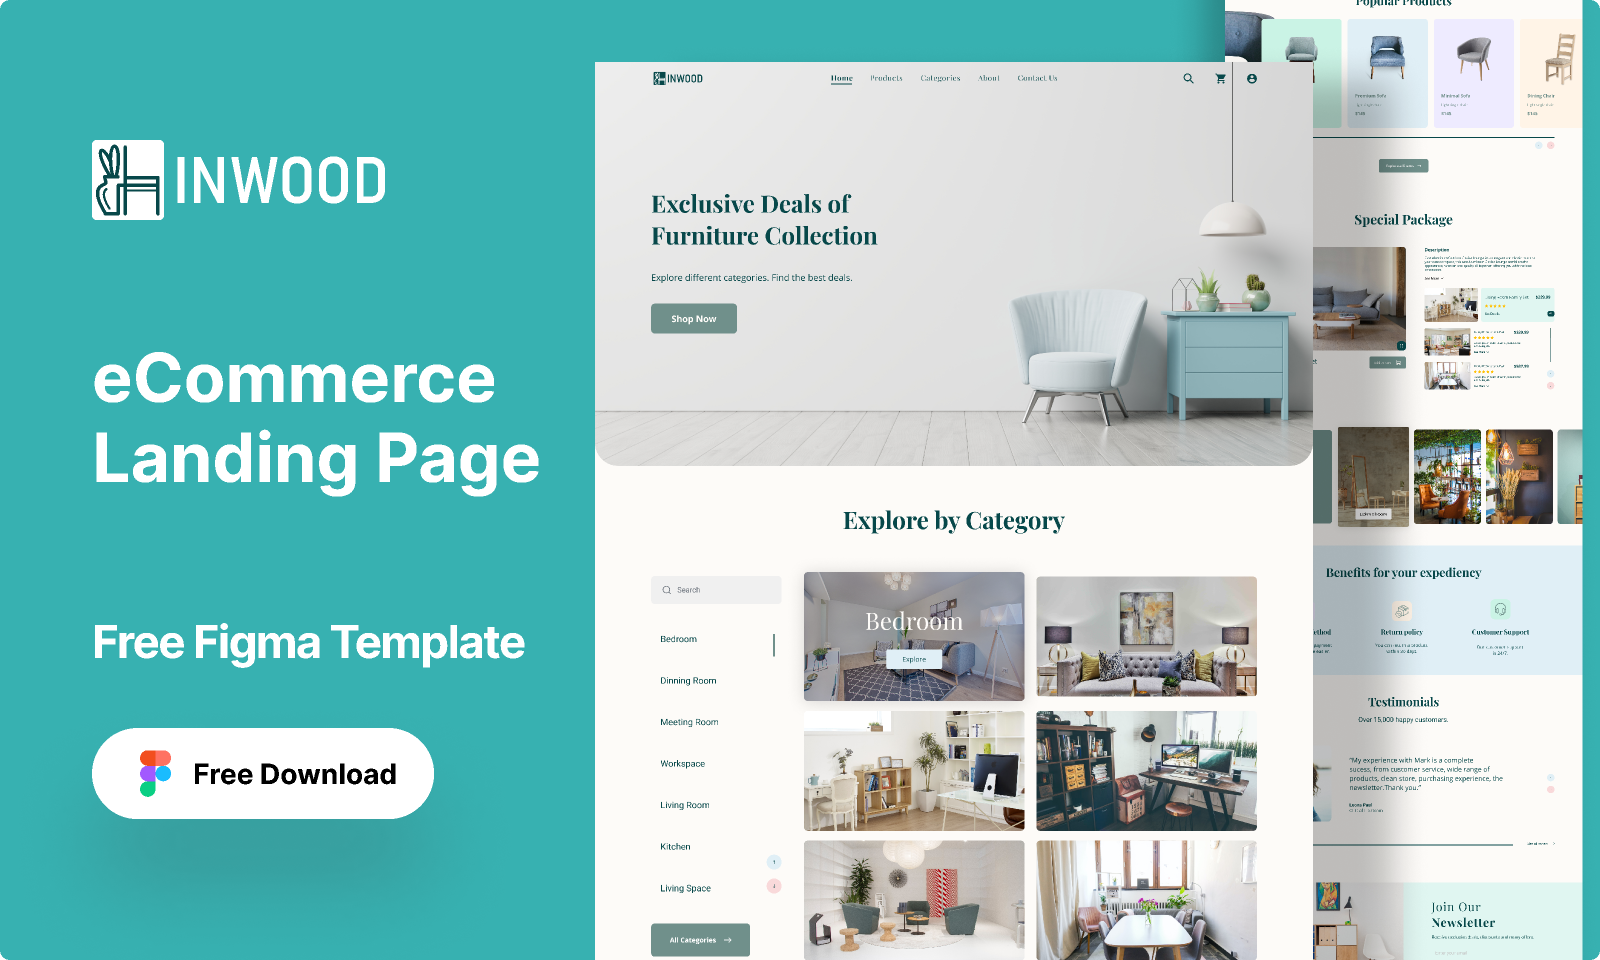 INWOOD
eCommerce
Landing Page
Free Figma Template
Free Download
INWOOD
Home Products Categories About Contact Us
Exclusive Deals of
Furniture Collection
Explore different categories. Find the best deals.
Shop Now
Explore by Category
Search
Bedroom
Dinning Room
Meeting Room
Workspace
Living Room
Kitchen
Living Space
All Categories
Bedroom
Explore
Popular Products
Premium Sofa
Minimal Sofa
Dining Chair
Special Package
Description
Benefits for your expediency
Return policy
Customer Support
is 24/7.
Testimonials
Over 15,000 happy customers.
"My experience with Mark is a complete
sucess, from customer service, wide range of
products, clean store, purchasing experience, the
newsletter.Thank you."
Leona Paul
Join Our
Newsletter